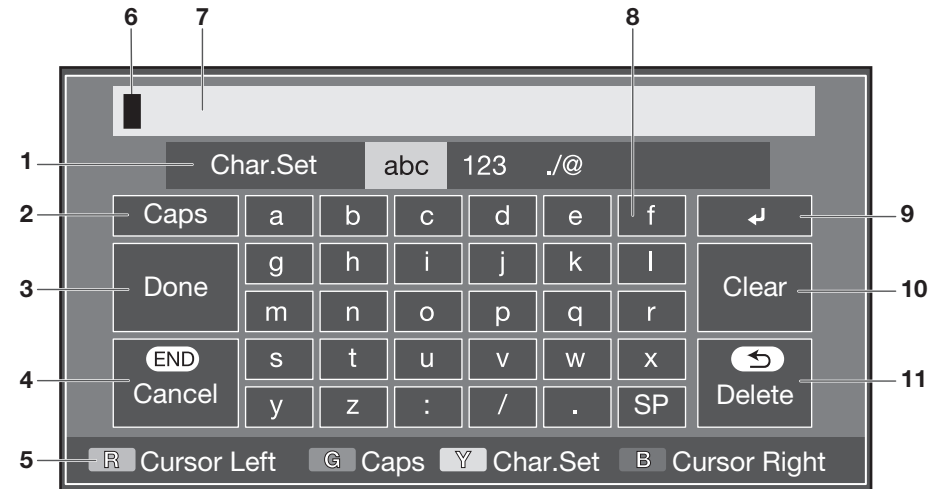 6 7 8
1 Char.Set abc 123 ./@
2 Caps a b c d e f ↲ 9
g h i j k l
3 Done Clear 10
m n o p q r
END s t u v w x ⮌
4 Cancel Delete 11
y z : / . SP
5 R Cursor Left G Caps Y Char.Set B Cursor Right